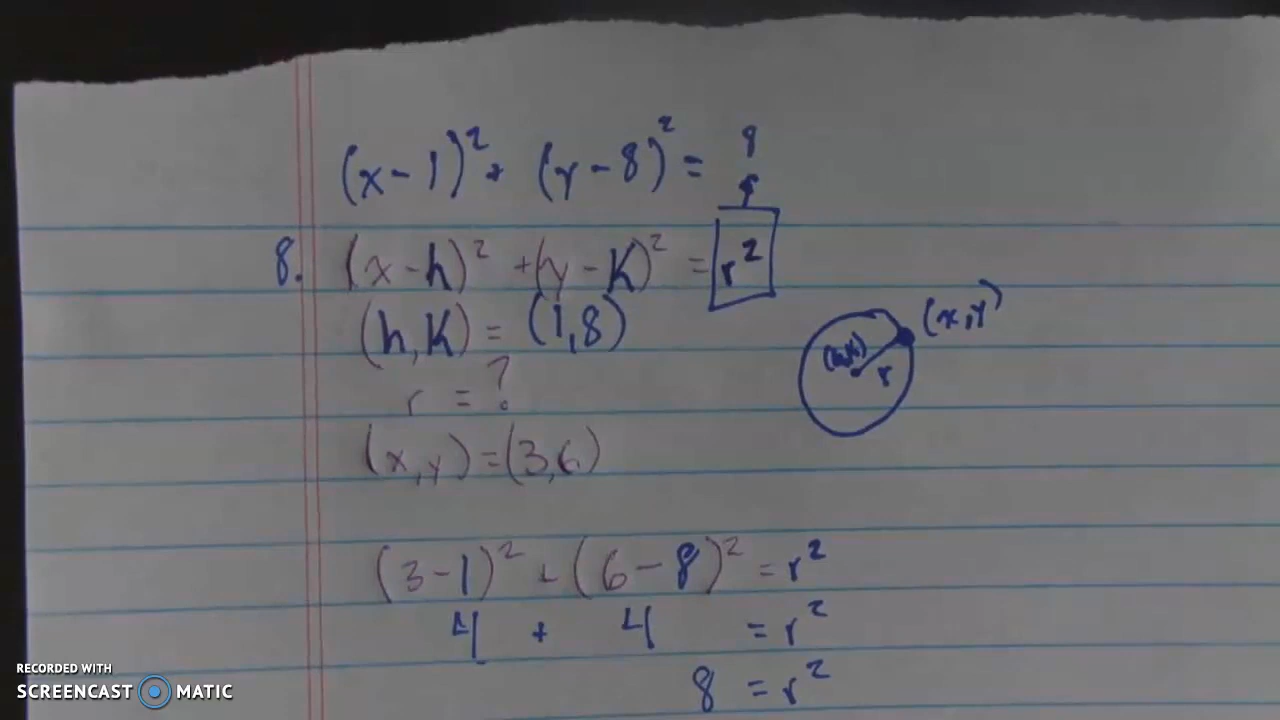 (x - 1)² + (y - 8)² = 8
8. (x - h)² + (y - K)² = r²
(h, K) = (1, 8)
r = ?
(x, y) = (3, 6)
(x, y)
(h,k)
r
(3 - 1)² + (6 - 8)² = r²
4 + 4 = r²
8 = r²
RECORDED WITH
SCREENCAST MATIC